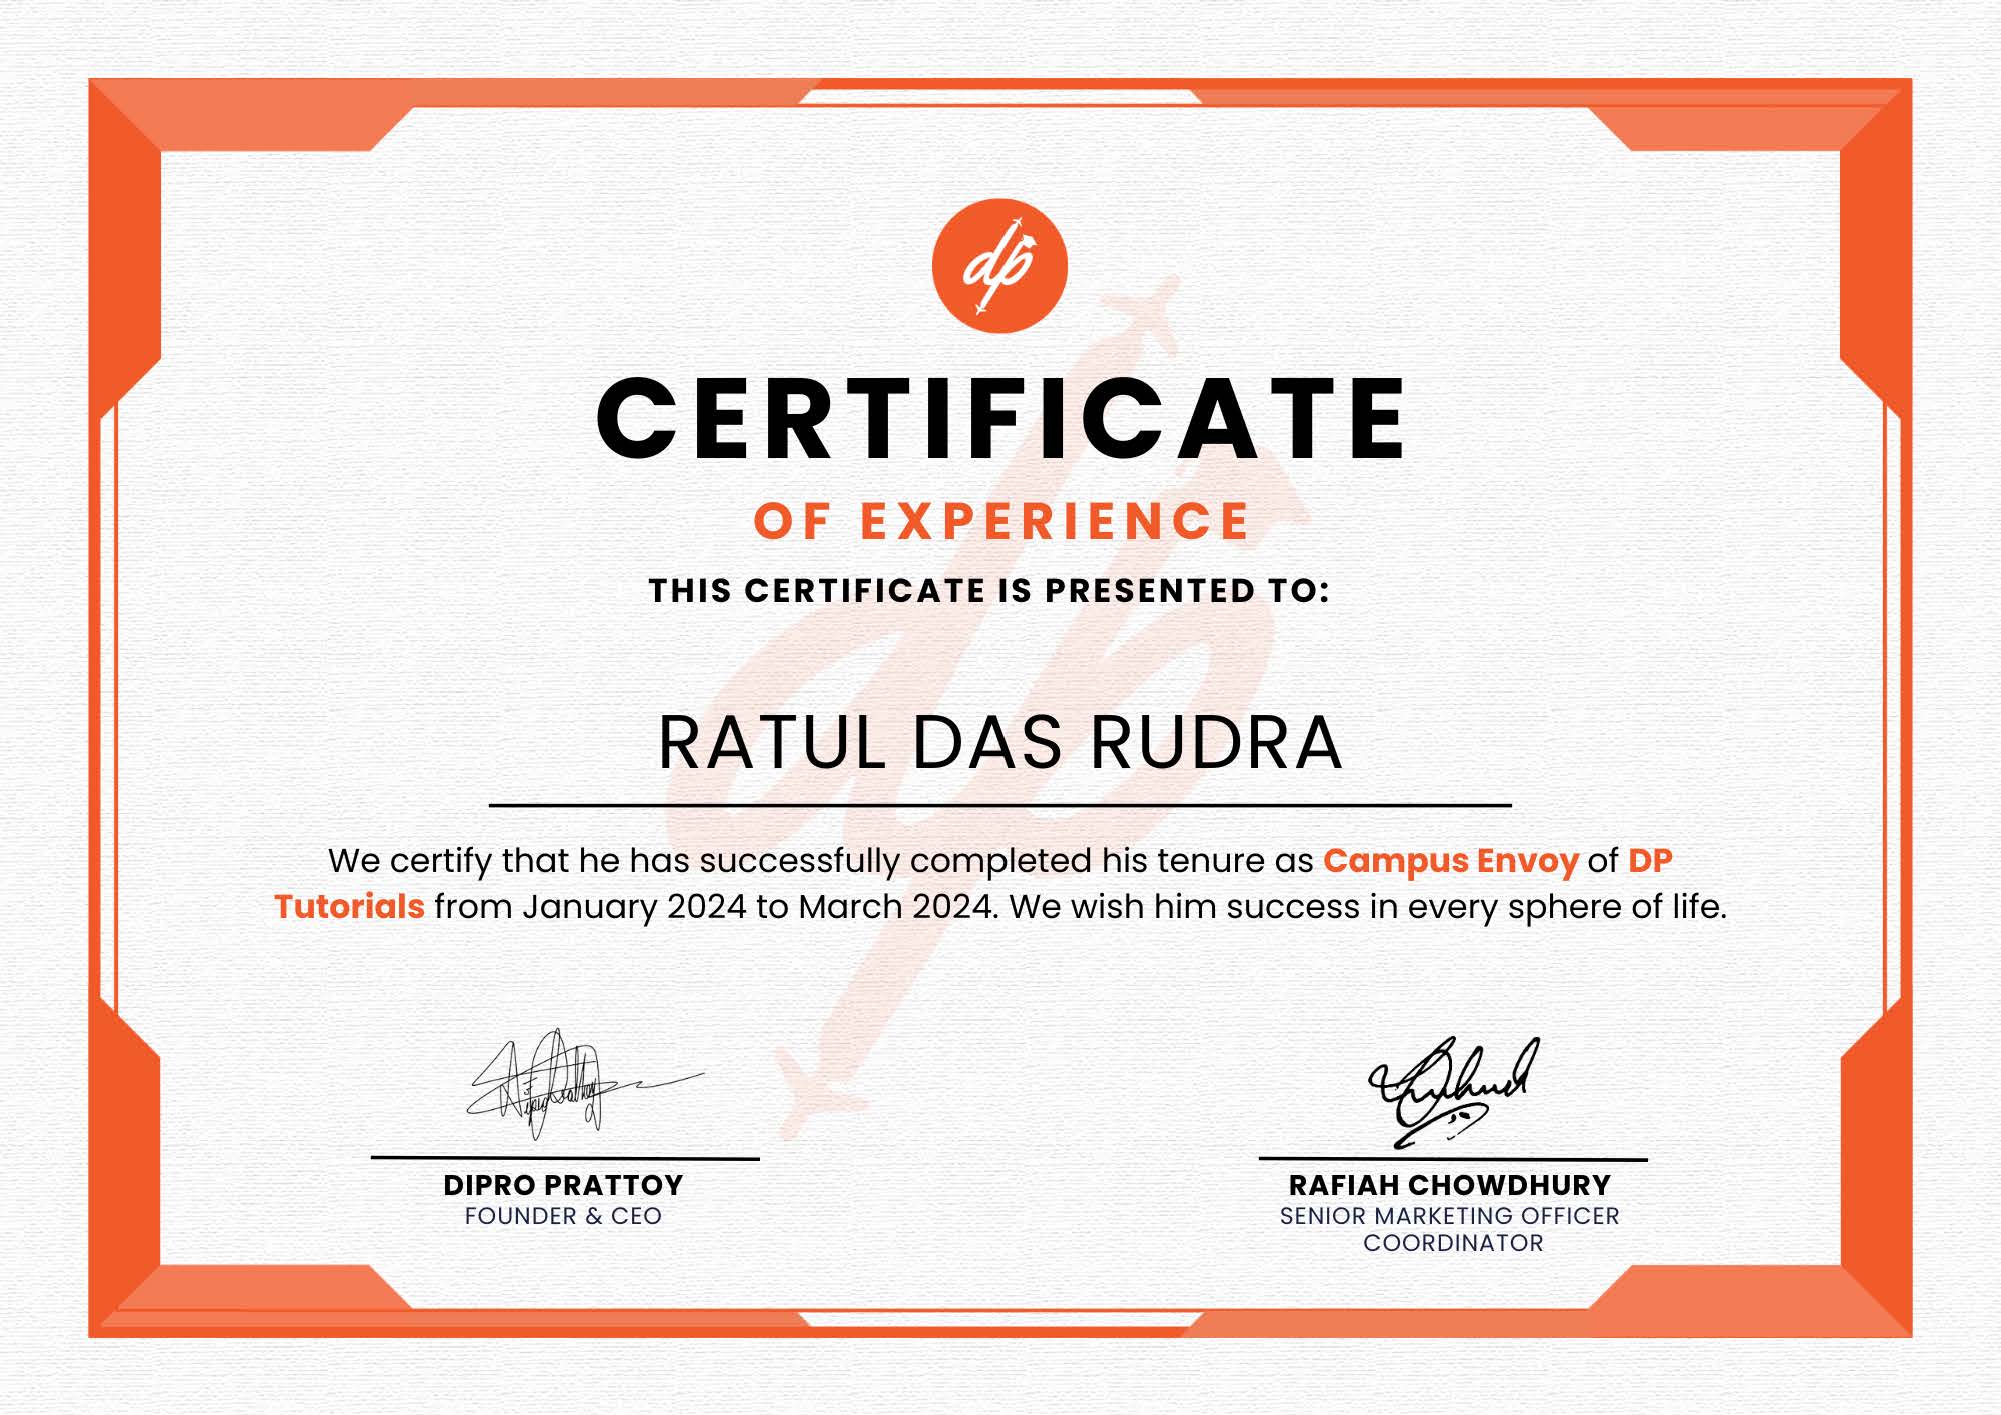 dp
CERTIFICATE
OF EXPERIENCE
THIS CERTIFICATE IS PRESENTED TO:
RATUL DAS RUDRA
We certify that he has successfully completed his tenure as Campus Envoy of DP
Tutorials from January 2024 to March 2024. We wish him success in every sphere of life.
DIPRO PRATTOY
FOUNDER & CEO
RAFIAH CHOWDHURY
SENIOR MARKETING OFFICER
COORDINATOR